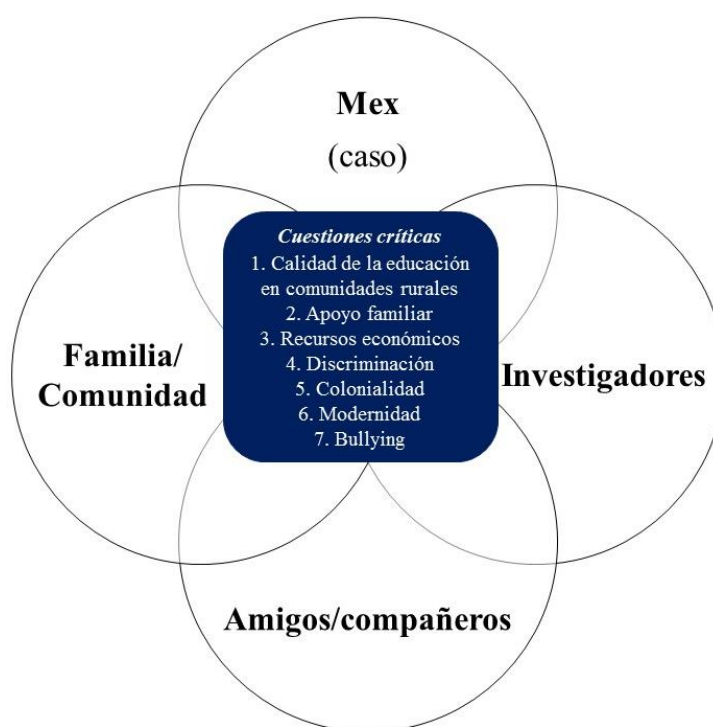 Mex
(caso)
Cuestiones críticas
1. Calidad de la educación
en comunidades rurales
2. Apoyo familiar
3. Recursos económicos
4. Discriminación
5. Colonialidad
6. Modernidad
7. Bullying
Familia/
Comunidad
Investigadores
Amigos/compañeros